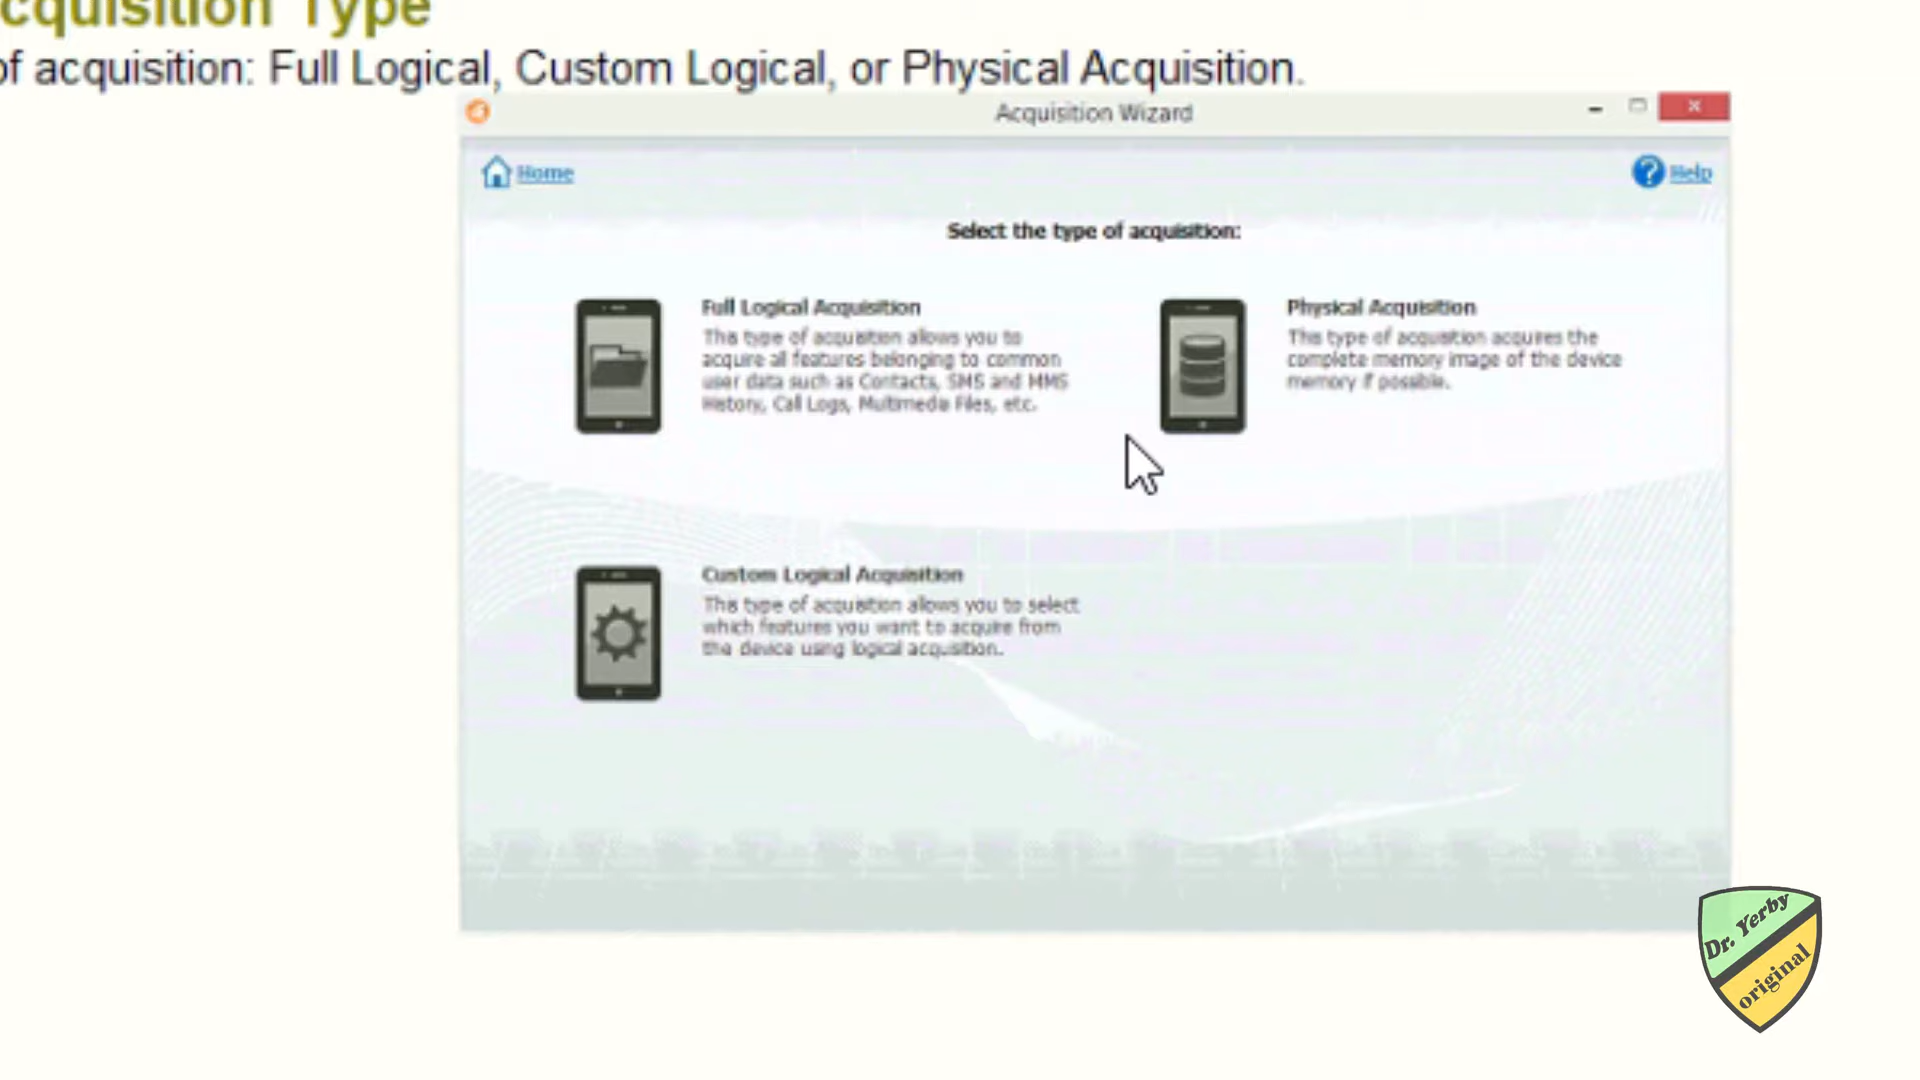 cquisition Type
of acquisition: Full Logical, Custom Logical, or Physical Acquisition.
Acquisition Wizard
Home
Help
Select the type of acquisition:
Full Logical Acquisition
This type of acquisition allows you to
acquire all features belonging to common
user data such as Contacts, SMS and MMS
History, Call Logs, Multimedia Files, etc.
Physical Acquisition
This type of acquisition acquires the
complete memory image of the device
memory if possible.
Custom Logical Acquisition
This type of acquisition allows you to select
which features you want to acquire from
the device using logical acquisition.
Dr. Yerby
original